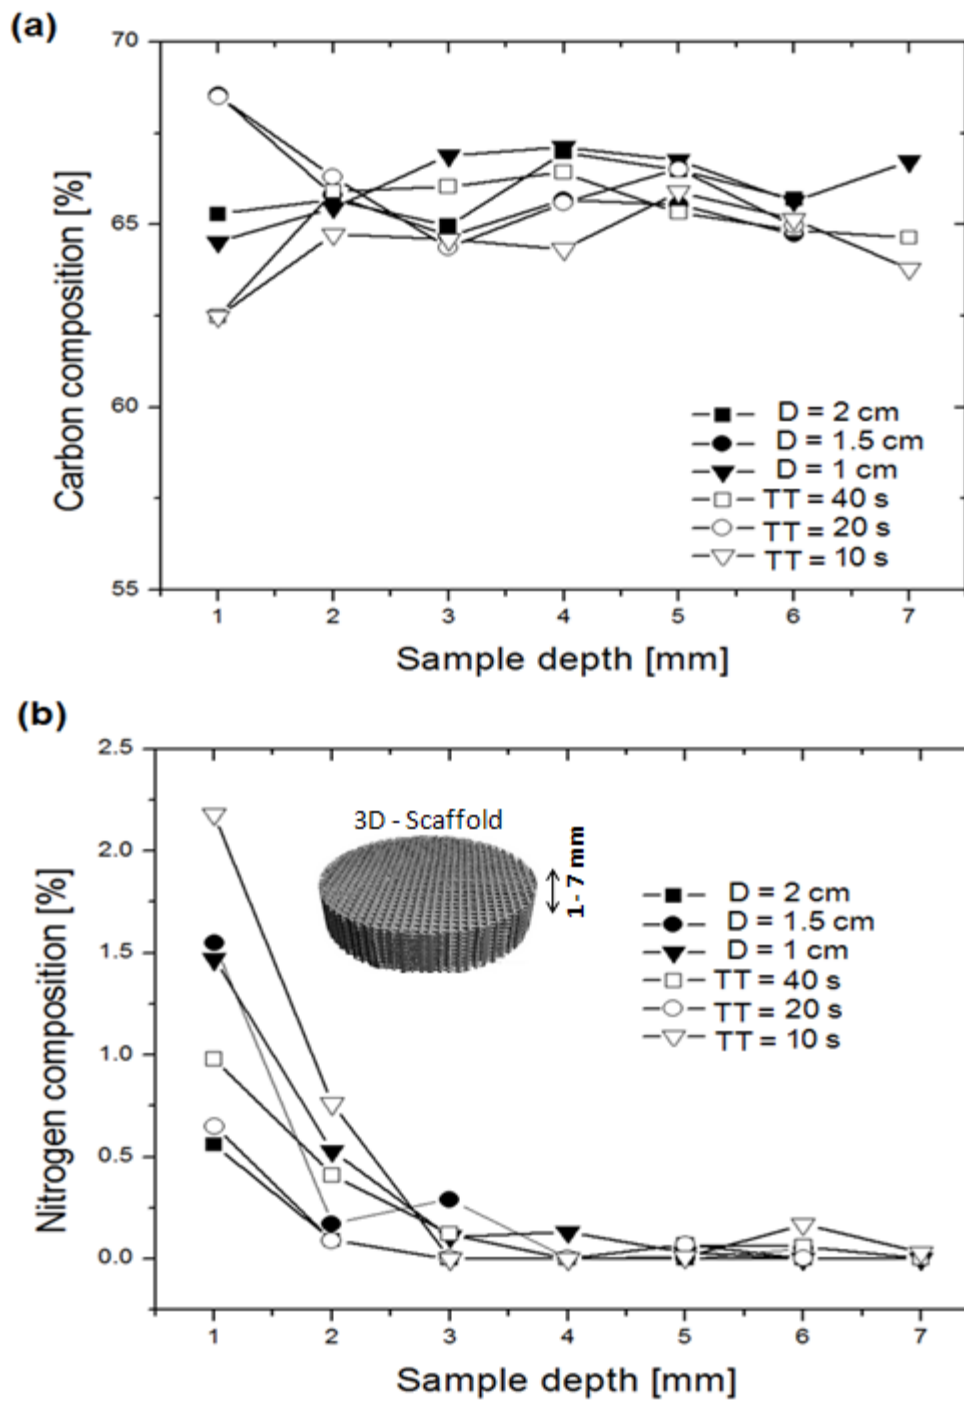 (a)
70
65
60
55
Carbon composition [%]
D = 2 cm
D = 1.5 cm
D = 1 cm
TT = 40 s
TT = 20 s
TT = 10 s
1 2 3 4 5 6 7
Sample depth [mm]
(b)
2.5
2.0
1.5
1.0
0.5
0.0
Nitrogen composition [%]
3D - Scaffold
1- 7 mm
D = 2 cm
D = 1.5 cm
D = 1 cm
TT = 40 s
TT = 20 s
TT = 10 s
1 2 3 4 5 6 7
Sample depth [mm]